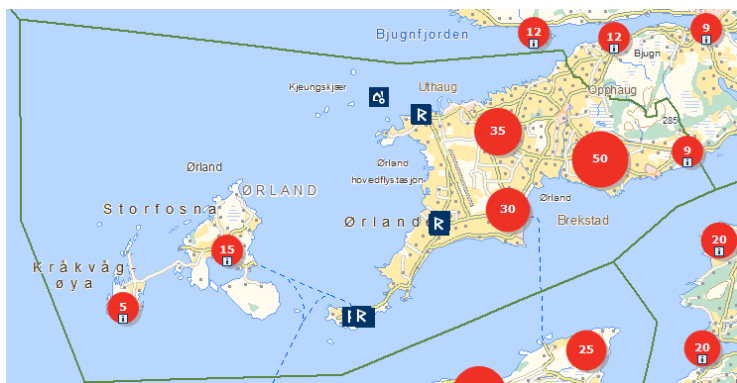 12
12
9
Bjugnfjorden
Bjugn
Kjeungskjær
Uthaug
Opphaug
R
35
285
50
9
Ørland
Ørland
hovedflystasjon
ØRLAND
Storfosna
Ørland
30
Ørlande
R
Brekstad
15
20
Kråkvåg-
øya
5
R
25
20